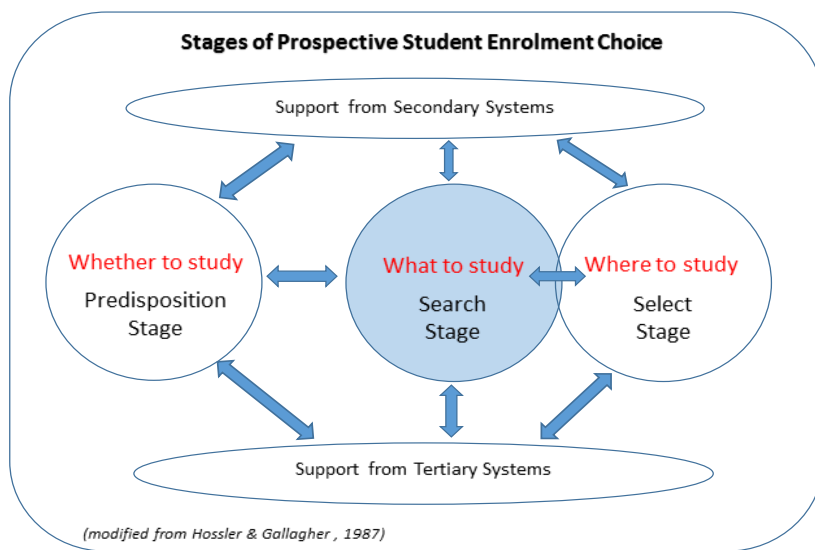 Stages of Prospective Student Enrolment Choice
Support from Secondary Systems
Whether to study
Predisposition
Stage
What to study
Search
Stage
Where to study
Select
Stage
Support from Tertiary Systems
(modified from Hossler & Gallagher , 1987)